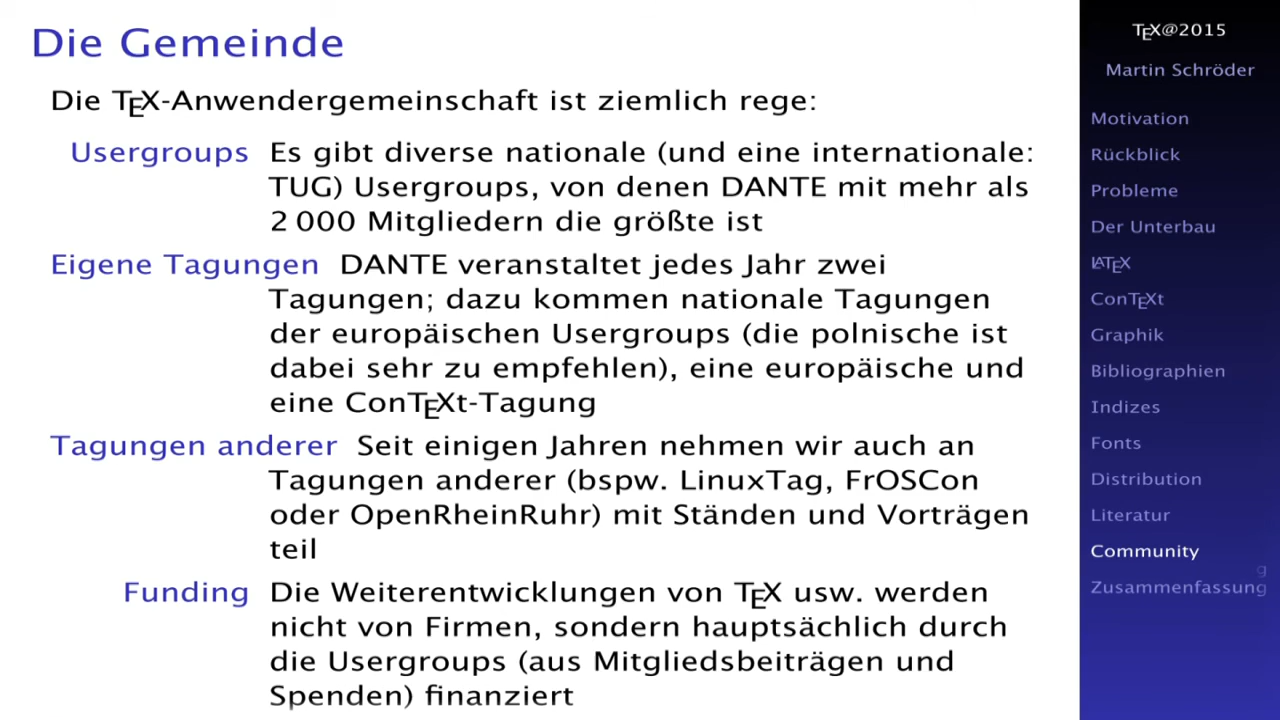 Die Gemeinde
Die TEX-Anwendergemeinschaft ist ziemlich rege:
Usergroups Es gibt diverse nationale (und eine internationale:
TUG) Usergroups, von denen DANTE mit mehr als
2 000 Mitgliedern die größte ist
Eigene Tagungen DANTE veranstaltet jedes Jahr zwei
Tagungen; dazu kommen nationale Tagungen
der europäischen Usergroups (die polnische ist
dabei sehr zu empfehlen), eine europäische und
eine ConTEXt-Tagung
Tagungen anderer Seit einigen Jahren nehmen wir auch an
Tagungen anderer (bspw. LinuxTag, FrOSCon
oder OpenRheinRuhr) mit Ständen und Vorträgen
teil
Funding Die Weiterentwicklungen von TEX usw. werden
nicht von Firmen, sondern hauptsächlich durch
die Usergroups (aus Mitgliedsbeiträgen und
Spenden) finanziert
TEX@2015
Martin Schröder
Motivation
Rückblick
Probleme
Der Unterbau
LATEX
ConTEXt
Graphik
Bibliographien
Indizes
Fonts
Distribution
Literatur
Community
g
Zusammenfassung